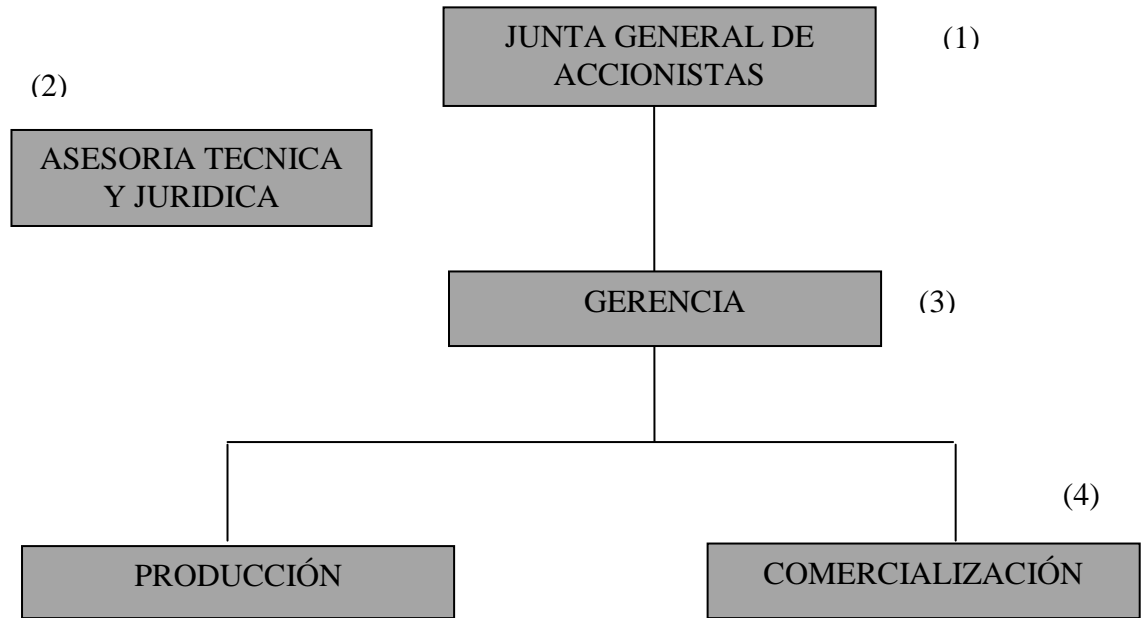 JUNTA GENERAL DE
ACCIONISTAS
(1)
(2)
ASESORIA TECNICA
Y JURIDICA
GERENCIA
(3)
(4)
PRODUCCIÓN
COMERCIALIZACIÓN